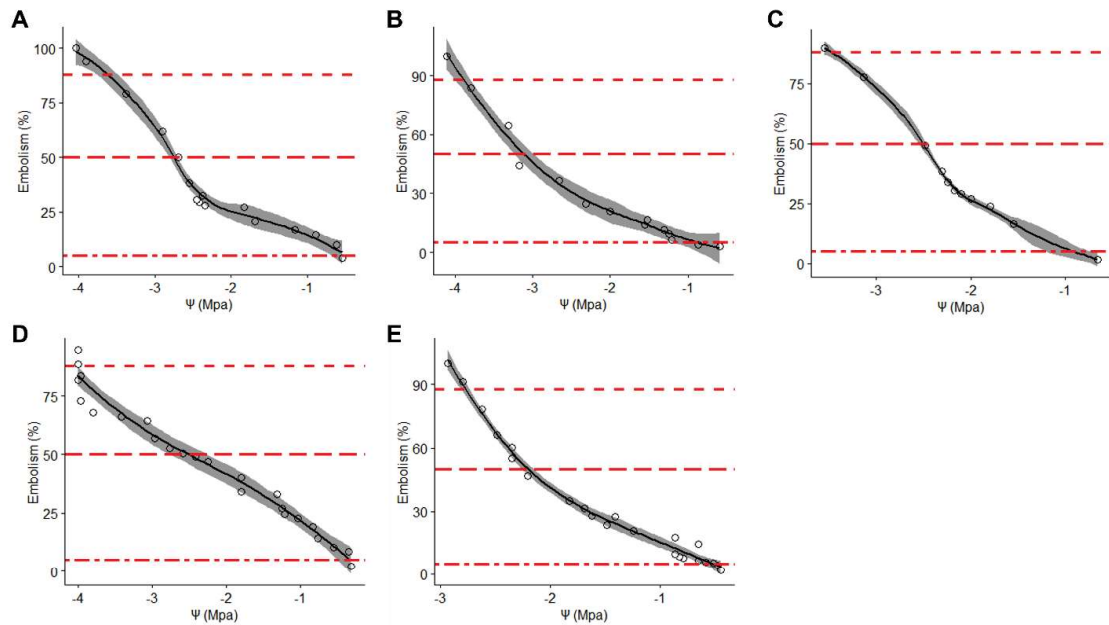 A
Embolism (%)
100
75
50
25
0
-4 -3 -2 -1
Ψ (Mpa)
B
Embolism (%)
90
60
30
0
-4 -3 -2 -1
Ψ (Mpa)
C
Embolism (%)
75
50
25
0
-3 -2 -1
Ψ (Mpa)
D
Embolism (%)
75
50
25
0
-4 -3 -2 -1
Ψ (Mpa)
E
Embolism (%)
90
60
30
0
-3 -2 -1
Ψ (Mpa)